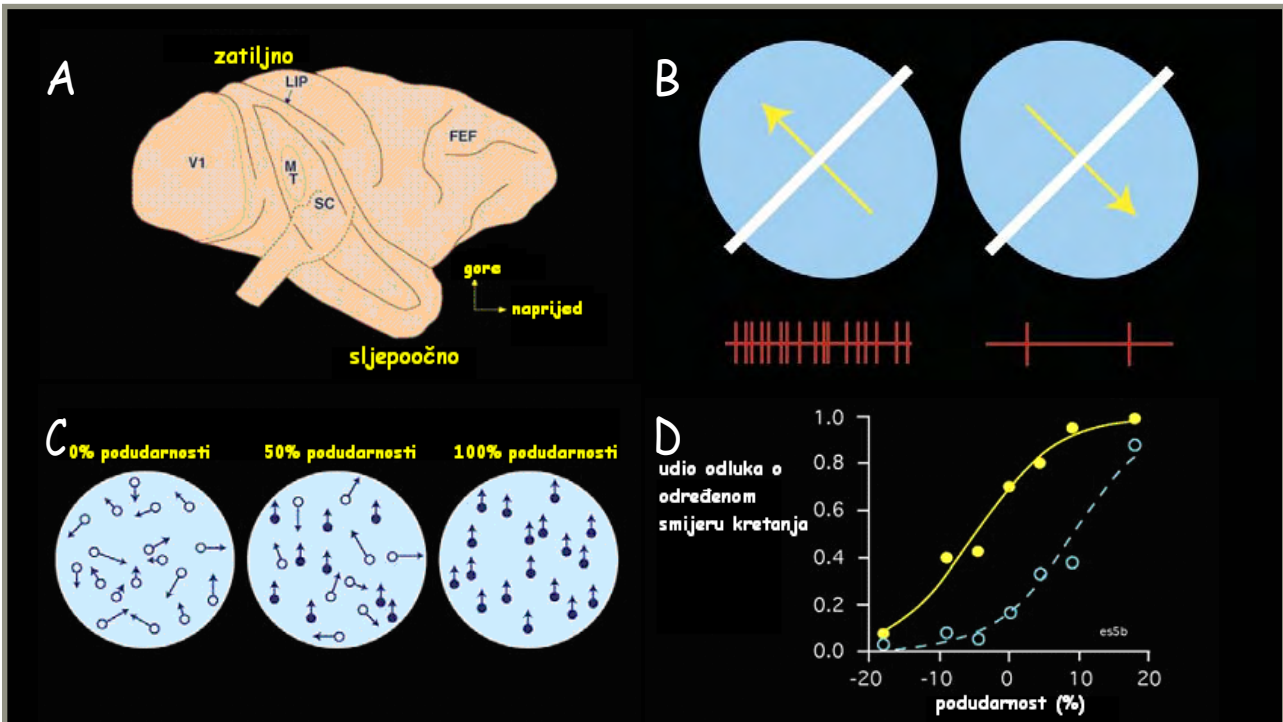 A
zatiljno
LIP
FEF
V1
M
T
SC
gore
naprijed
sljepoočno
B
C
0% podudarnosti
50% podudarnosti
100% podudarnosti
D
udio odluka o
određenom
smijeru kretanja
1.0
0.8
0.6
0.4
0.2
0.0
es5b
-20
-10
0
10
20
podudarnost (%)